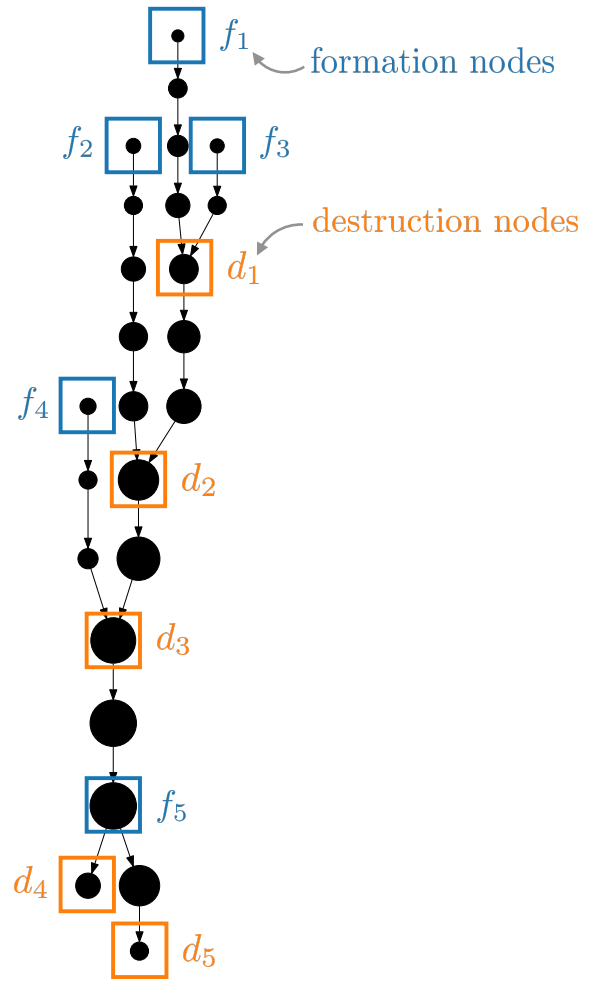 f₁
formation nodes
f₂
f₃
destruction nodes
d₁
f₄
d₂
d₃
f₅
d₄
d₅